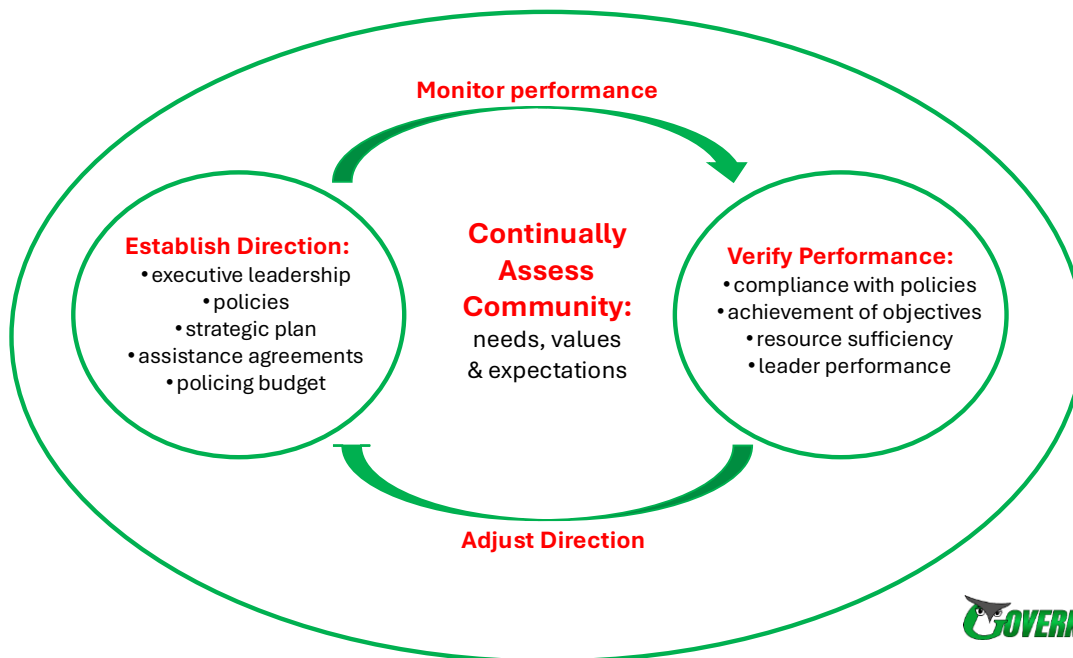 Monitor performance
Establish Direction:
•executive leadership
•policies
•strategic plan
•assistance agreements
•policing budget
Continually
Assess
Community:
needs, values
& expectations
Verify Performance:
•compliance with policies
•achievement of objectives
•resource sufficiency
•leader performance
Adjust Direction